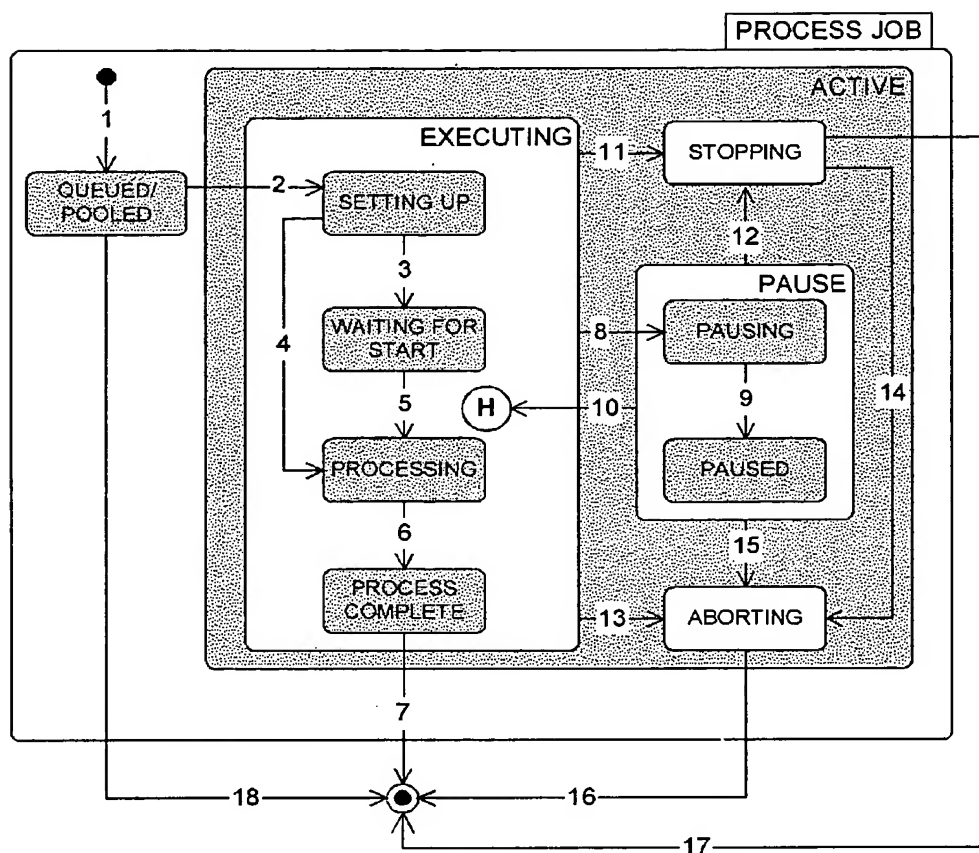 PROCESS JOB
ACTIVE
EXECUTING
1
11
STOPPING
QUEUED/
POOLED
2
SETTING UP
12
3
PAUSE
4
WAITING FOR
START
8
PAUSING
14
5
H
10
9
PROCESSING
PAUSED
6
15
PROCESS
COMPLETE
13
ABORTING
7
18
16
17